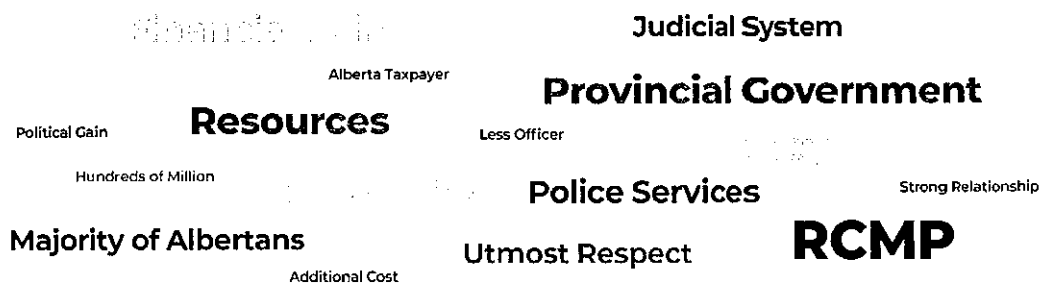 Judicial System
Alberta Taxpayer
Provincial Government
Resources
Political Gain
Less Officer
Hundreds of Million
Police Services
Strong Relationship
Majority of Albertans
Utmost Respect
RCMP
Additional Cost